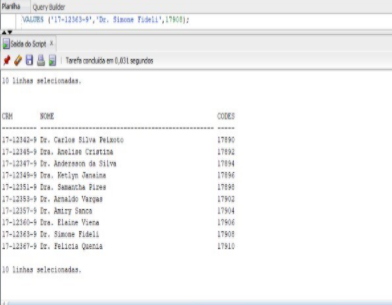 Planilha Query Builder
VALUES ('17-12363-9','Dr. Simone Fideli',17908);
Saída do Script
Tarefa concluída em 0,031 segundos
10 linhas selecionadas.
CRM NOME CODES
17-12342-9 Dr. Carlos Silva Peixoto 17890
17-12345-9 Dra. Anelise Cristina 17892
17-12347-9 Dr. Andersson da Silva 17894
17-12349-9 Dra. Ketlyn Janaina 17896
17-12351-9 Dra. Samantha Pires 17898
17-12353-9 Dr. Arnaldo Vargas 17902
17-12357-9 Dr. Amiry Sanca 17904
17-12360-9 Dra. Elaine Viena 17906
17-12363-9 Dr. Simone Fideli 17908
17-12367-9 Dr. Felicia Quenia 17910
10 linhas selecionadas.